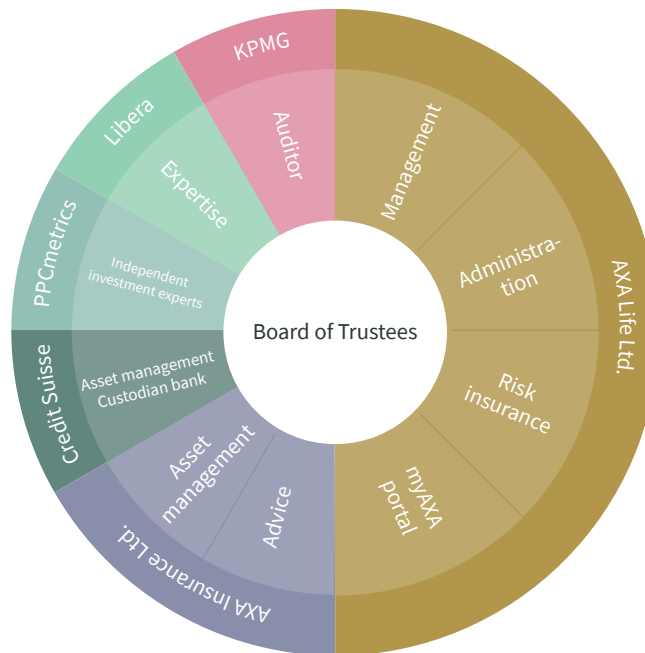 KPMG
Auditor
Libera
Expertise
PPCmetrics
Independent
investment experts
Credit Suisse
Asset management
Custodian bank
AXA Insurance Ltd.
Asset
management
Advice
AXA Life Ltd.
Management
Administra-
tion
Risk
insurance
myAXA
portal
Board of Trustees